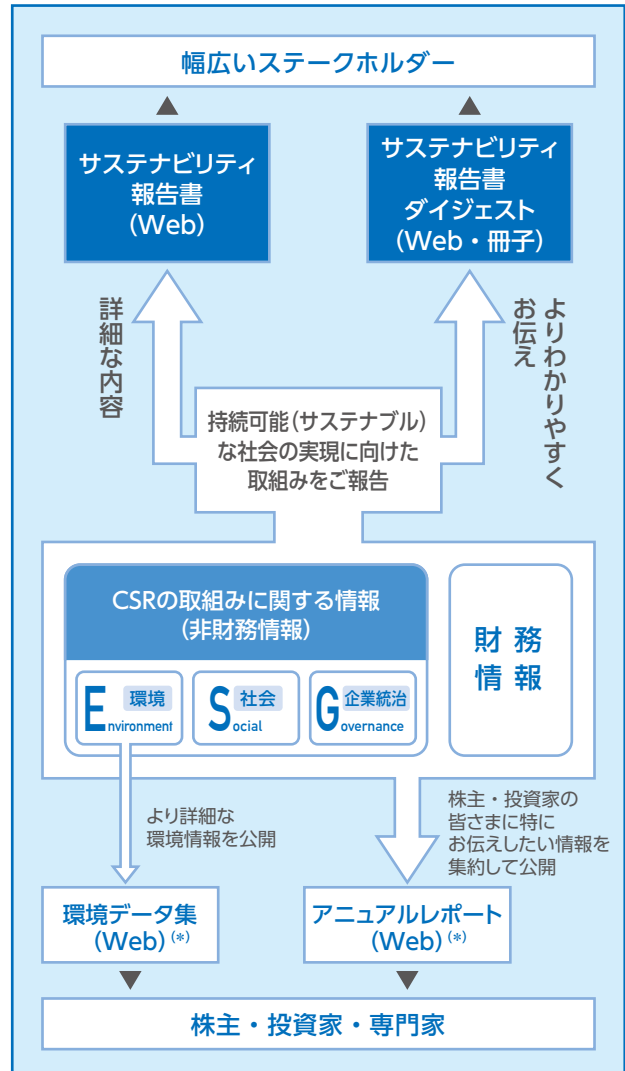 幅広いステークホルダー
サステナビリティ
報告書
(Web)
サステナビリティ
報告書
ダイジェスト
(Web・冊子)
詳細な内容
よりわかりやすく
お伝え
持続可能(サステナブル)
な社会の実現に向けた
取組みをご報告
CSRの取組みに関する情報
(非財務情報)
環境
Environment
社会
Social
企業統治
Governance
財務
情報
より詳細な
環境情報を公開
株主・投資家の
皆さまに特に
お伝えしたい情報を
集約して公開
環境データ集
(Web)(*)
アニュアルレポート
(Web)(*)
株主・投資家・専門家